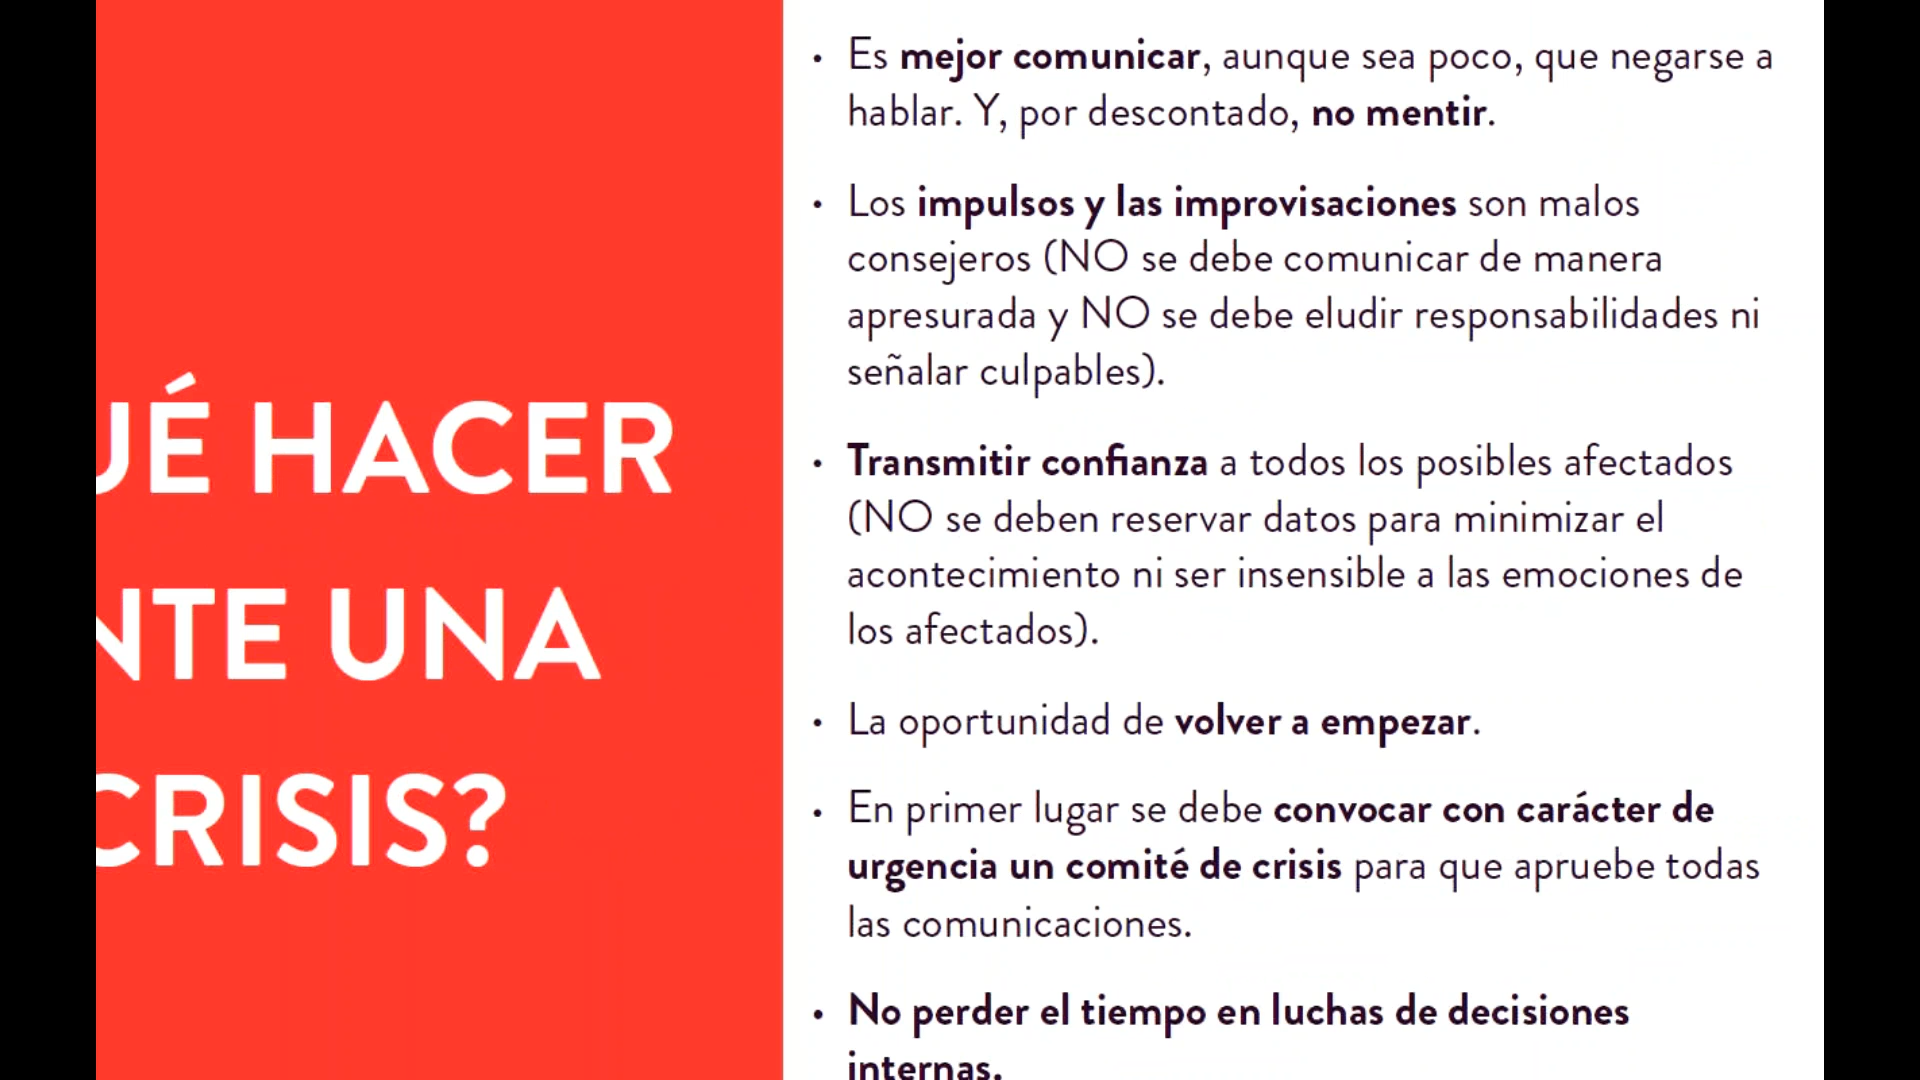 UÉ HACER
NTE UNA
CRISIS?
• Es mejor comunicar, aunque sea poco, que negarse a
hablar. Y, por descontado, no mentir.
• Los impulsos y las improvisaciones son malos
consejeros (NO se debe comunicar de manera
apresurada y NO se debe eludir responsabilidades ni
señalar culpables).
• Transmitir confianza a todos los posibles afectados
(NO se deben reservar datos para minimizar el
acontecimiento ni ser insensible a las emociones de
los afectados).
• La oportunidad de volver a empezar.
• En primer lugar se debe convocar con carácter de
urgencia un comité de crisis para que apruebe todas
las comunicaciones.
• No perder el tiempo en luchas de decisiones
internas.